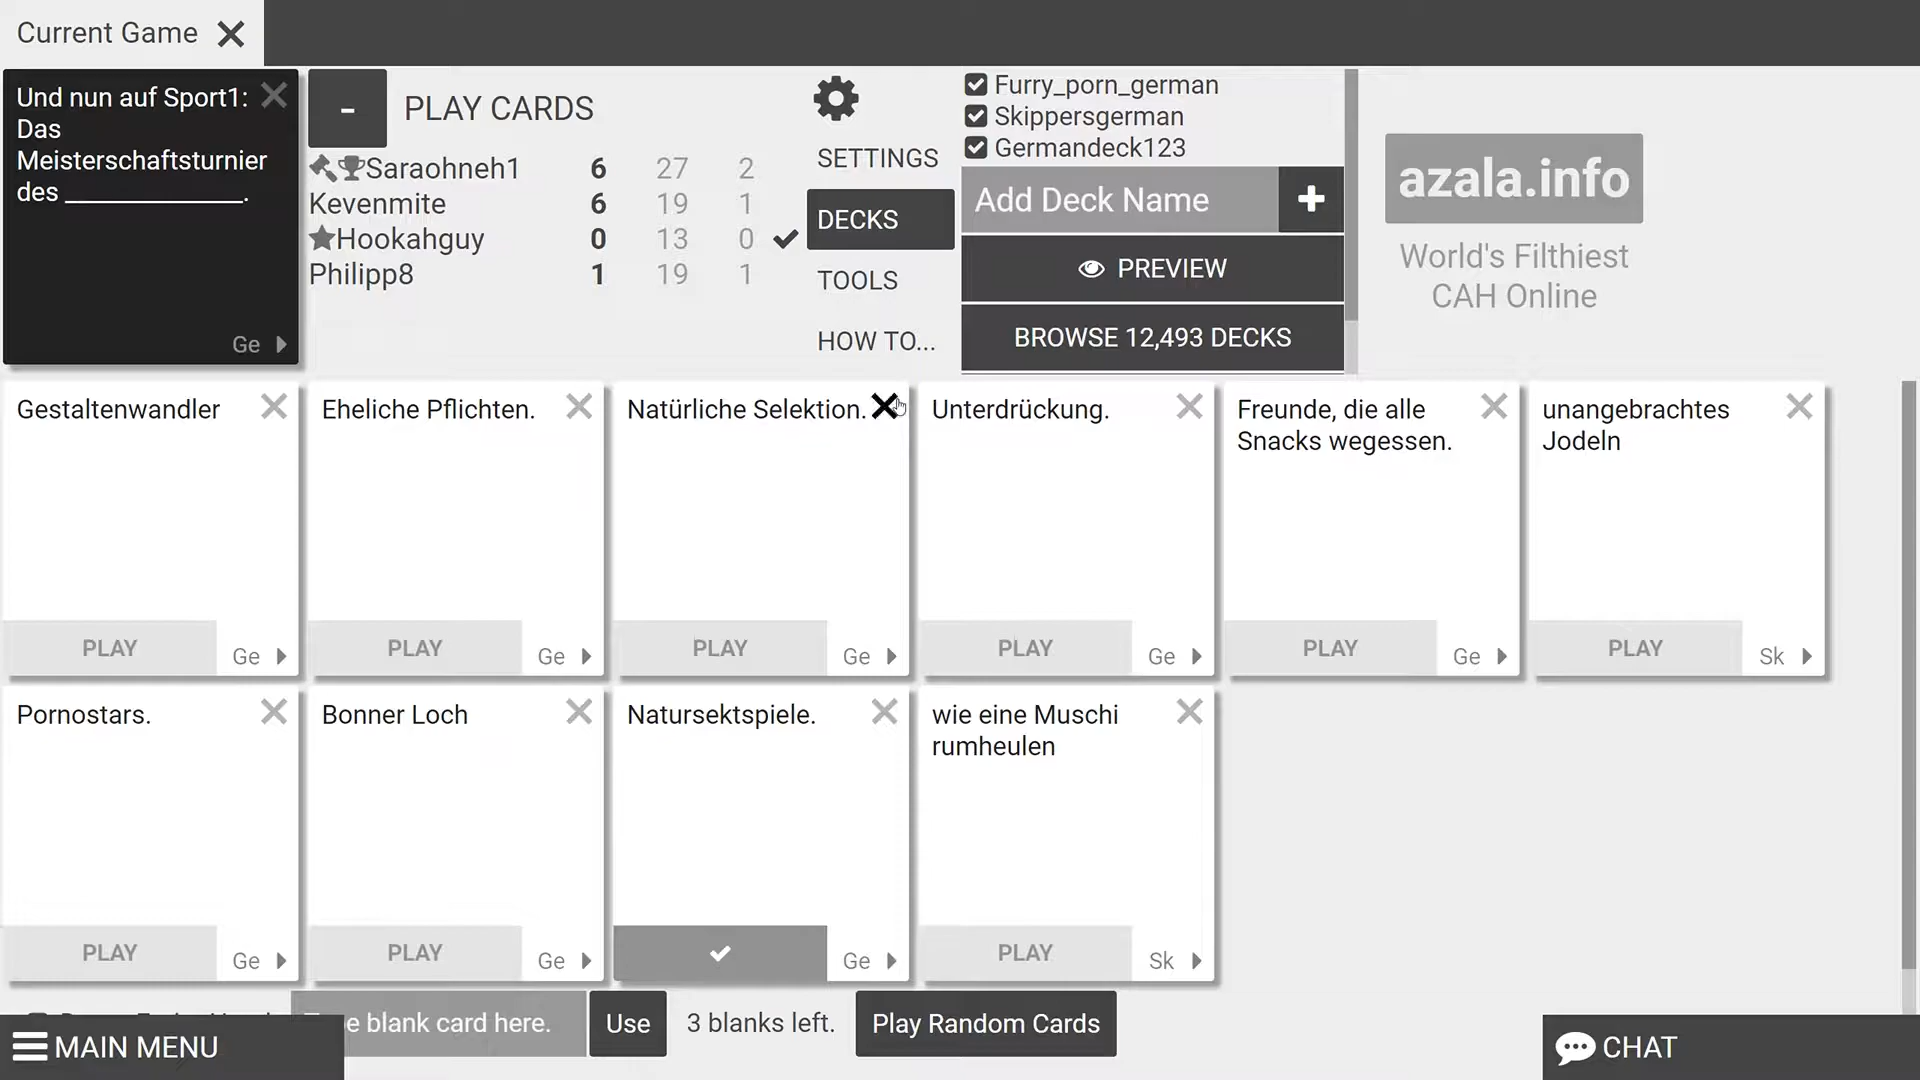 Current Game
Und nun auf Sport1:
Das
Meisterschaftsturnier
des _____________.
Ge
-
PLAY CARDS
Saraohneh1 6 27 2
Kevenmite 6 19 1
Hookahguy 0 13 0
Philipp8 1 19 1
SETTINGS
DECKS
TOOLS
HOW TO...
Furry_porn_german
Skippersgerman
Germandeck123
Add Deck Name +
PREVIEW
BROWSE 12,493 DECKS
azala.info
World's Filthiest
CAH Online
Gestaltenwandler
PLAY Ge
Eheliche Pflichten.
PLAY Ge
Natürliche Selektion.
PLAY Ge
Unterdrückung.
PLAY Ge
Freunde, die alle
Snacks wegessen.
PLAY Ge
unangebrachtes
Jodeln
PLAY Sk
Pornostars.
PLAY Ge
Bonner Loch
PLAY Ge
Natursektspiele.
Ge
wie eine Muschi
rumheulen
PLAY Sk
blank card here.
Use
3 blanks left.
Play Random Cards
MAIN MENU
CHAT